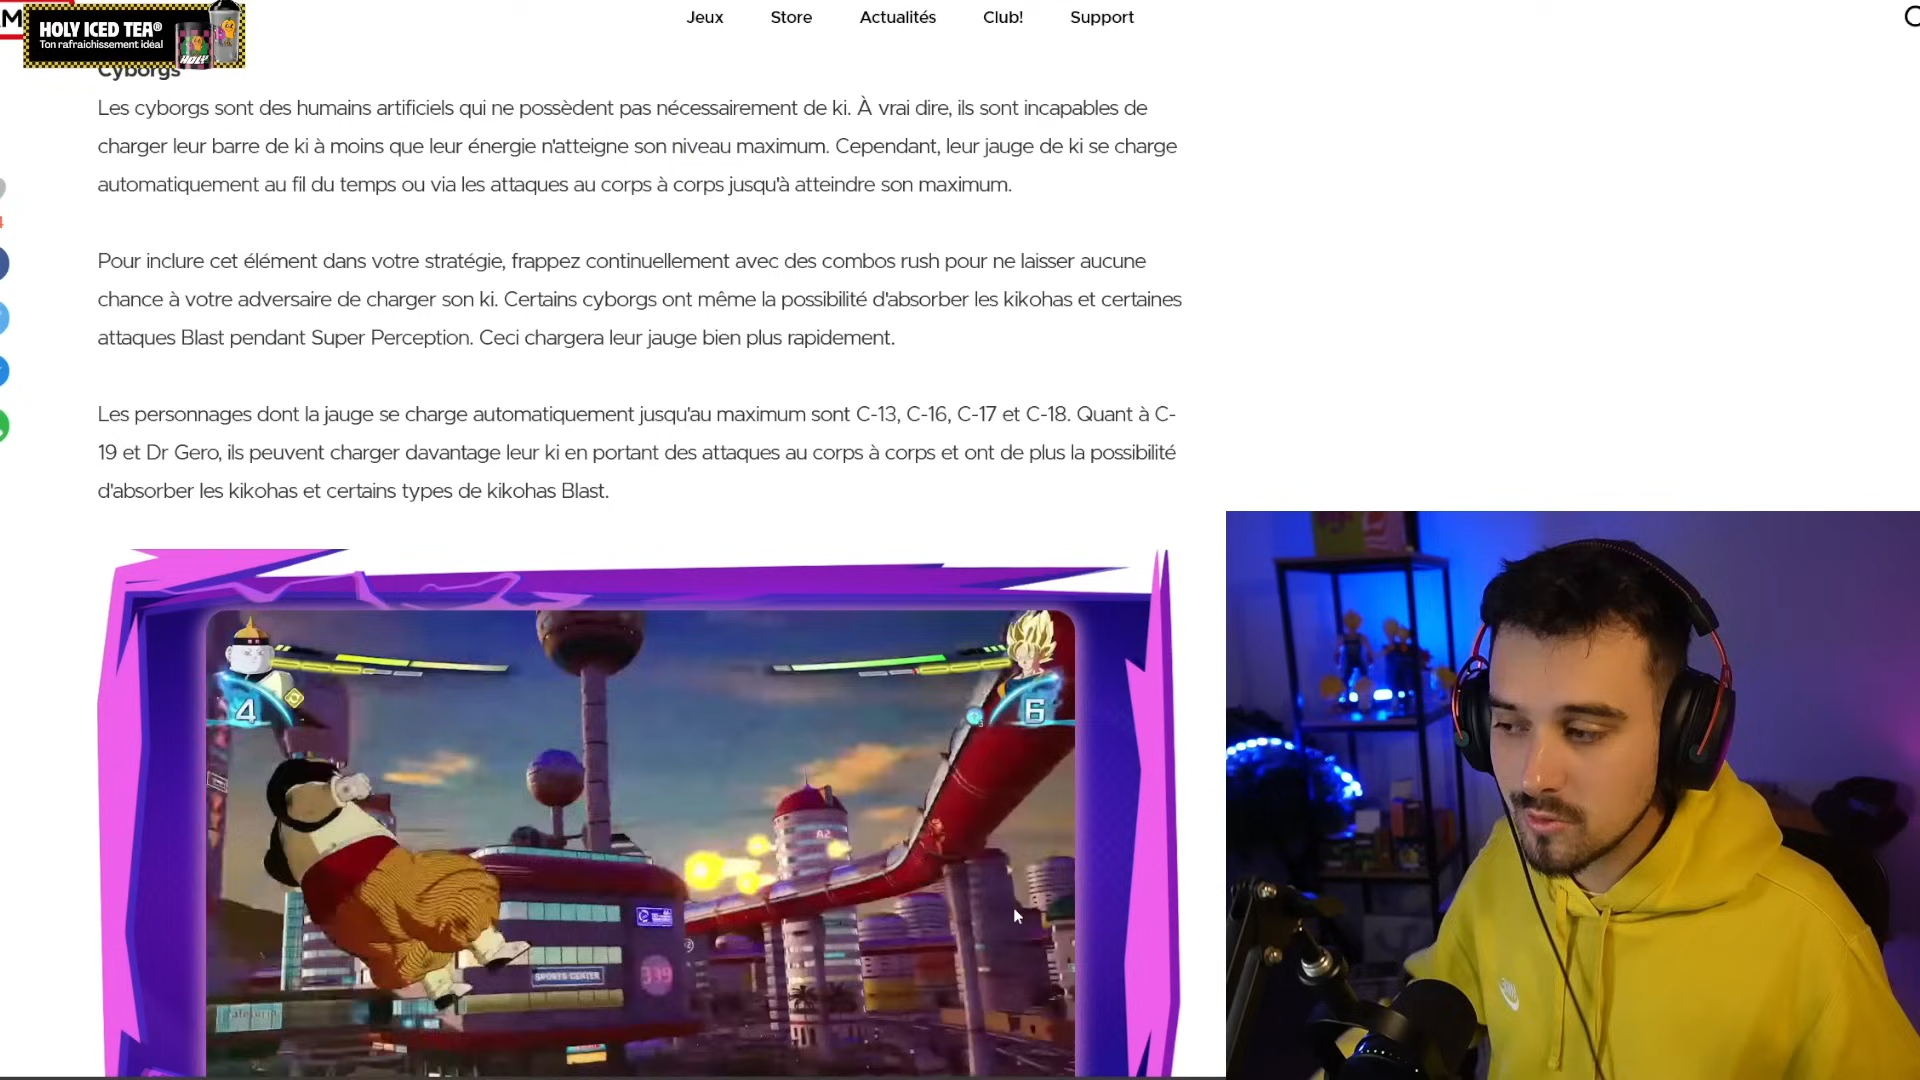 HOLY ICED TEA®
Ton rafraîchissement idéal
HOLY
Jeux
Store
Actualités
Club!
Support
Cyborgs
Les cyborgs sont des humains artificiels qui ne possèdent pas nécessairement de ki. À vrai dire, ils sont incapables de
charger leur barre de ki à moins que leur énergie n'atteigne son niveau maximum. Cependant, leur jauge de ki se charge
automatiquement au fil du temps ou via les attaques au corps à corps jusqu'à atteindre son maximum.
Pour inclure cet élément dans votre stratégie, frappez continuellement avec des combos rush pour ne laisser aucune
chance à votre adversaire de charger son ki. Certains cyborgs ont même la possibilité d'absorber les kikohas et certaines
attaques Blast pendant Super Perception. Ceci chargera leur jauge bien plus rapidement.
Les personnages dont la jauge se charge automatiquement jusqu'au maximum sont C-13, C-16, C-17 et C-18. Quant à C-
19 et Dr Gero, ils peuvent charger davantage leur ki en portant des attaques au corps à corps et ont de plus la possibilité
d'absorber les kikohas et certains types de kikohas Blast.
4
6
A2
SPORTS CENTER
339